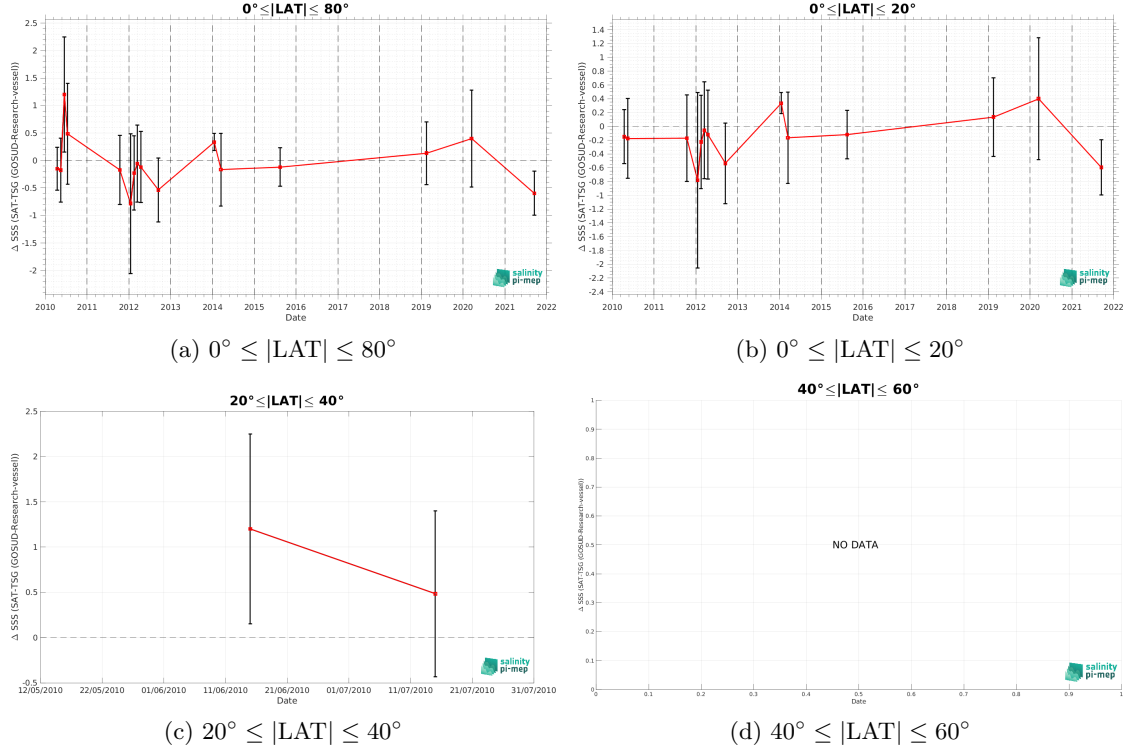 0°≤|LAT|≤ 80°
Δ SSS (SAT-TSG (GOSUD-Research-vessel))
2.5
2
1.5
1
0.5
0
-0.5
-1
-1.5
-2
2010 2011 2012 2013 2014 2015 2016 2017 2018 2019 2020 2021 2022
Date
salinity
pi-mep
(a) 0° ≤ |LAT| ≤ 80°
0°≤|LAT|≤ 20°
Δ SSS (SAT-TSG (GOSUD-Research-vessel))
1.4
1.2
1
0.8
0.6
0.4
0.2
0
-0.2
-0.4
-0.6
-0.8
-1
-1.2
-1.4
-1.6
-1.8
-2
-2.2
-2.4
2010 2011 2012 2013 2014 2015 2016 2017 2018 2019 2020 2021 2022
Date
salinity
pi-mep
(b) 0° ≤ |LAT| ≤ 20°
20°≤|LAT|≤ 40°
Δ SSS (SAT-TSG (GOSUD-Research-vessel))
2.5
2
1.5
1
0.5
0
-0.5
12/05/2010 22/05/2010 01/06/2010 11/06/2010 21/06/2010 01/07/2010 11/07/2010 21/07/2010 31/07/2010
Date
salinity
pi-mep
(c) 20° ≤ |LAT| ≤ 40°
40°≤|LAT|≤ 60°
Δ SSS (SAT-TSG (GOSUD-Research-vessel))
1
0.9
0.8
0.7
0.6
0.5
0.4
0.3
0.2
0.1
0
NO DATA
0 0.1 0.2 0.3 0.4 0.5 0.6 0.7 0.8 0.9 1
Date
salinity
pi-mep
(d) 40° ≤ |LAT| ≤ 60°